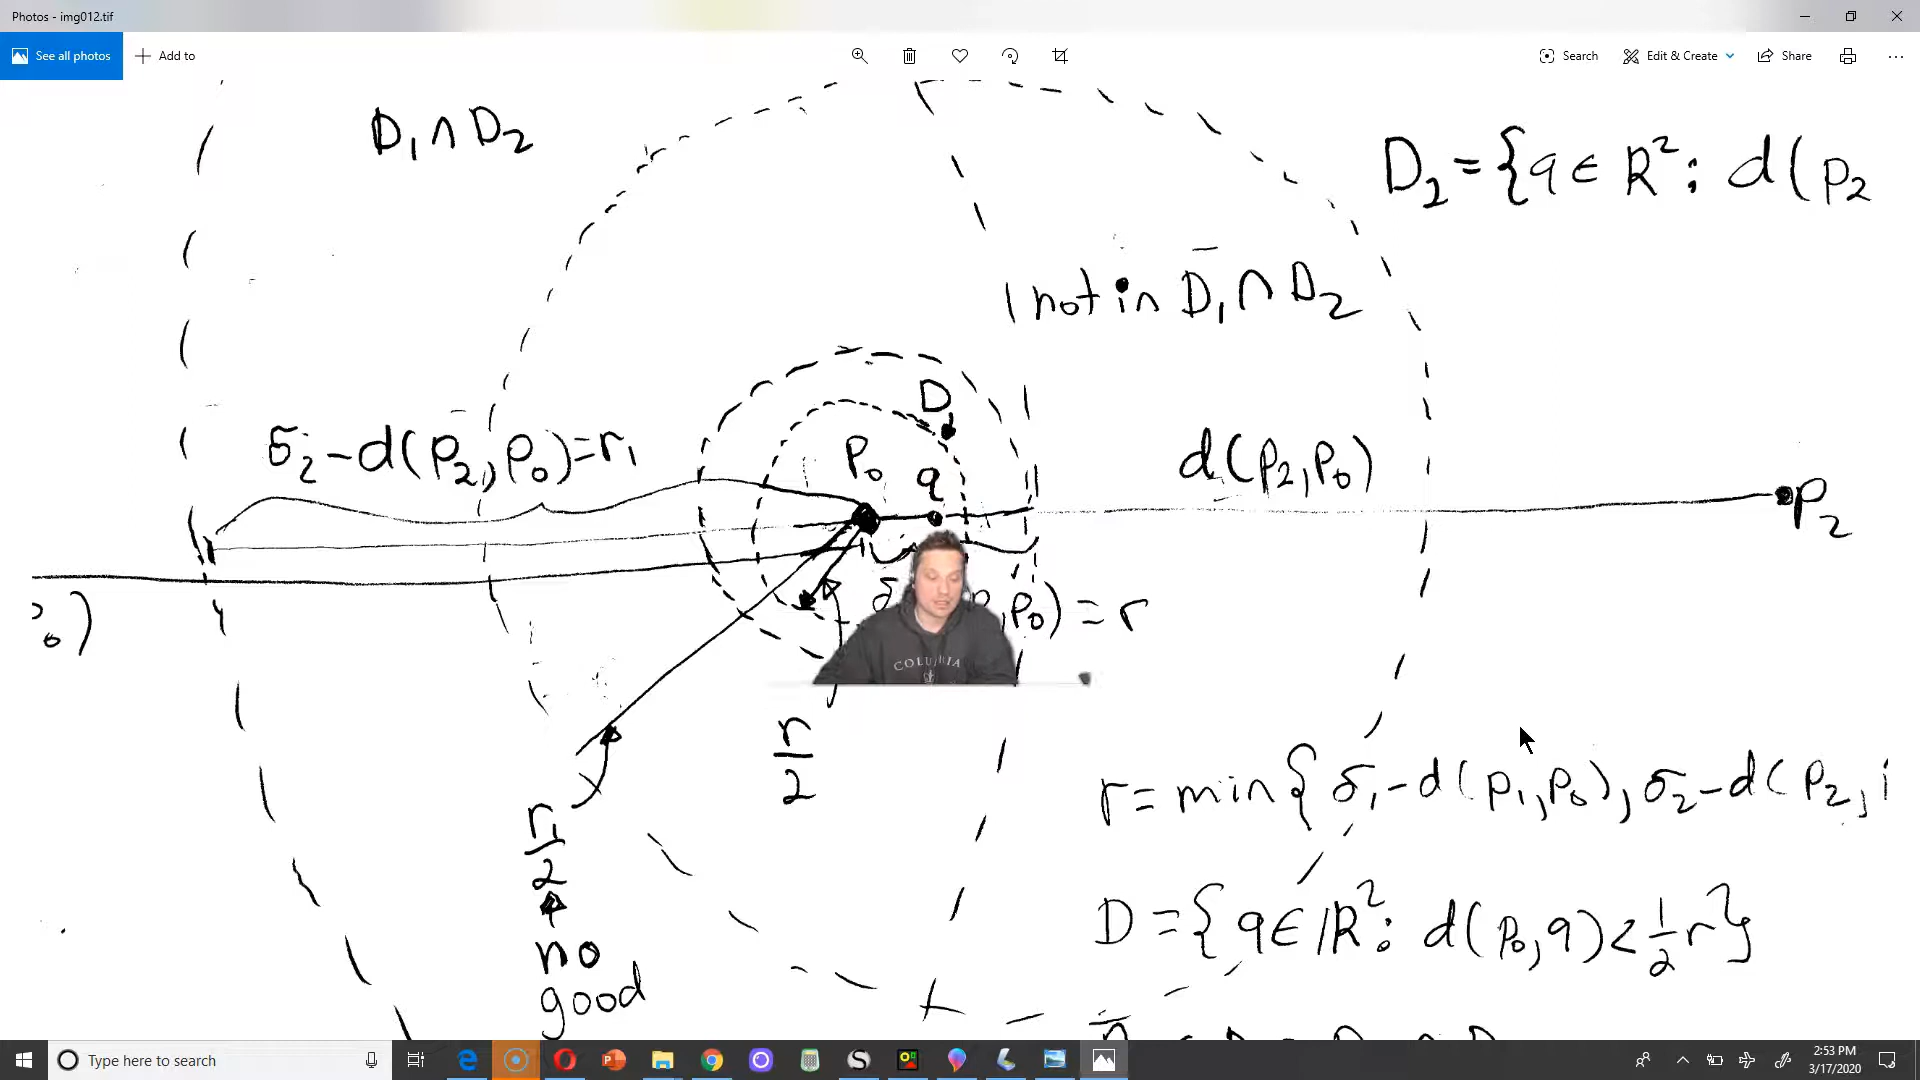 Photos - img012.tif
See all photos
Add to
Search
Edit & Create
Share
D₁ ∩ D₂
D₂ = {q ∈ R²: d(p₂
not in D₁ ∩ D₂
D
δ₂ - d(p₂, p₀) = r₁
p₀
q
d(p₂, p₀)
p₂
₀)
δ
, p₀) = r
COLUMBIA
r/2
r = min{δ₁ - d(p₁, p₀), δ₂ - d(p₂,
r₁/2
D = {q ∈ ℝ²: d(p₀, q) < ½ r}
no
good
Type here to search
2:53 PM
3/17/2020